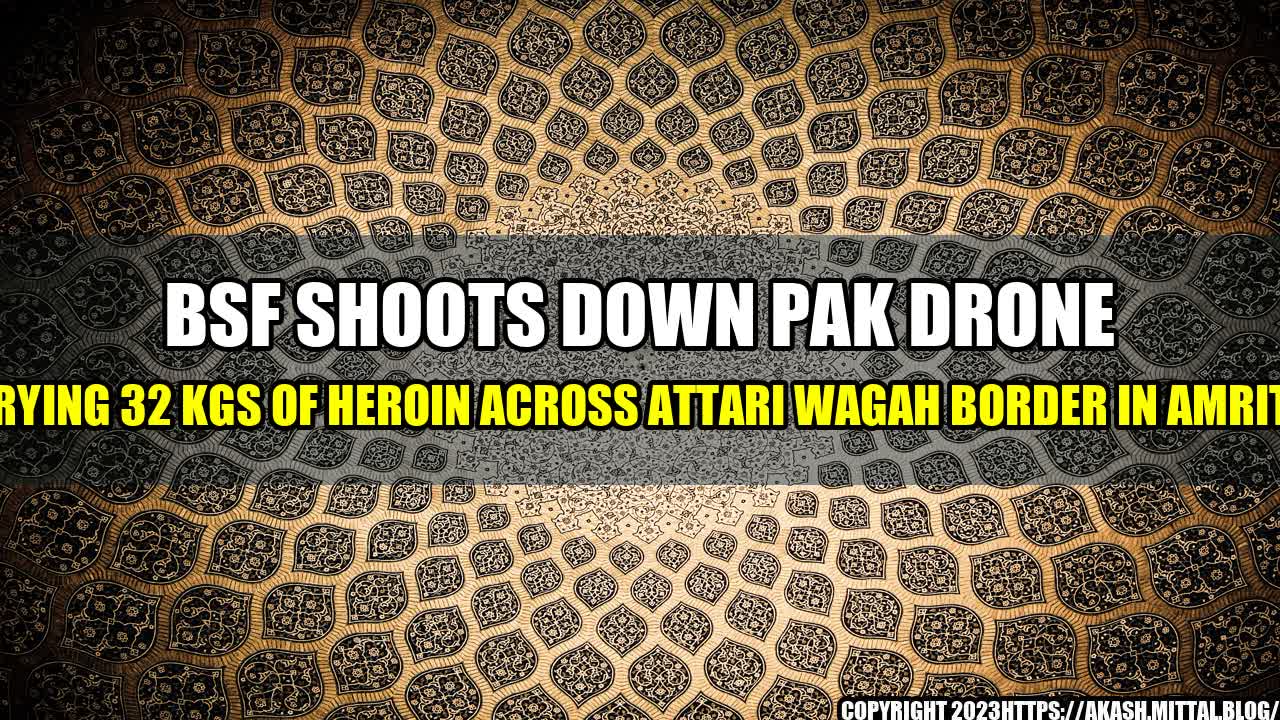 BSF SHOOTS DOWN PAK DRONE
RYING 32 KGS OF HEROIN ACROSS ATTARI WAGAH BORDER IN AMRIT
COPYRIGHT 2023HTTPS://AKASH.MITTAL.BLOG/